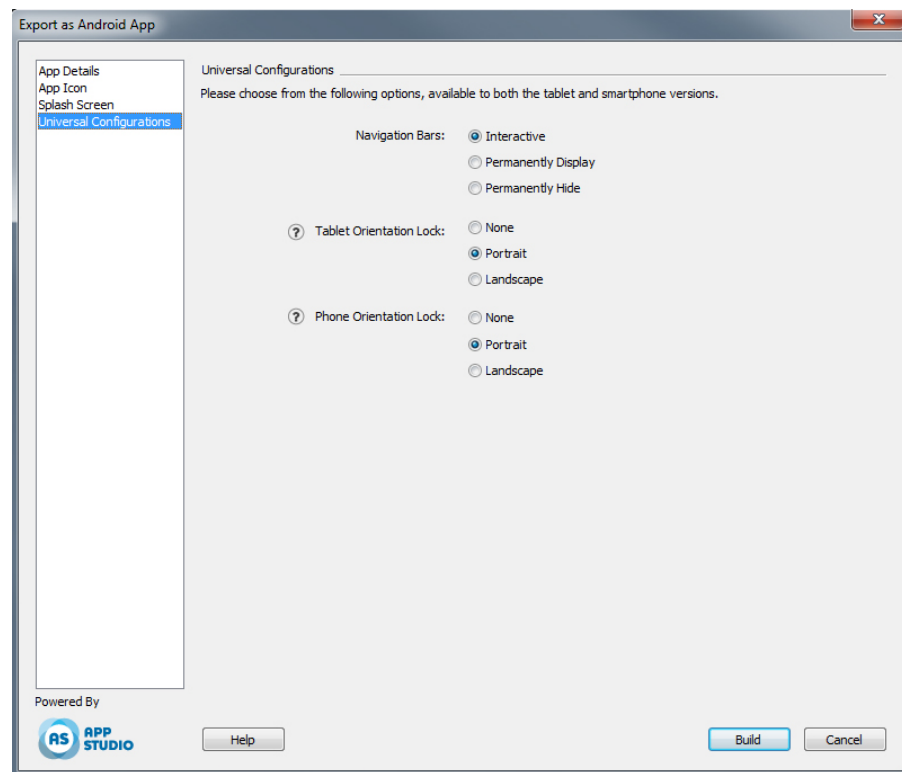 Export as Android App
App Details
App Icon
Splash Screen
Universal Configurations
Universal Configurations
Please choose from the following options, available to both the tablet and smartphone versions.
Navigation Bars:
Interactive
Permanently Display
Permanently Hide
? Tablet Orientation Lock:
None
Portrait
Landscape
? Phone Orientation Lock:
None
Portrait
Landscape
Powered By
AS APP
STUDIO
Help
Build
Cancel